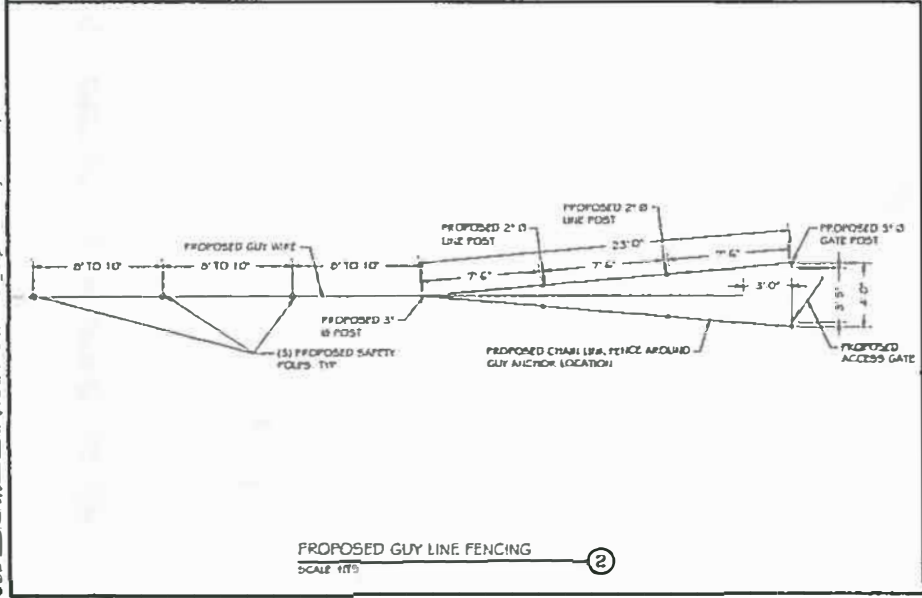 PROPOSED 2" Ø
LINE POST
PROPOSED 2" Ø
LINE POST
PROPOSED GUY WIRE
23'0"
PROPOSED 3" Ø
GATE POST
8' TO 10'
8' TO 10'
8' TO 10'
7'6"
7'6"
7'6"
3'0"
3'5"
4'0"
PROPOSED 3"
Ø POST
(3) PROPOSED SAFETY
POLES, TYP
PROPOSED CHAIN LINK FENCE AROUND
GUY ANCHOR LOCATION
PROPOSED
ACCESS GATE
PROPOSED GUY LINE FENCING
SCALE NTS
2